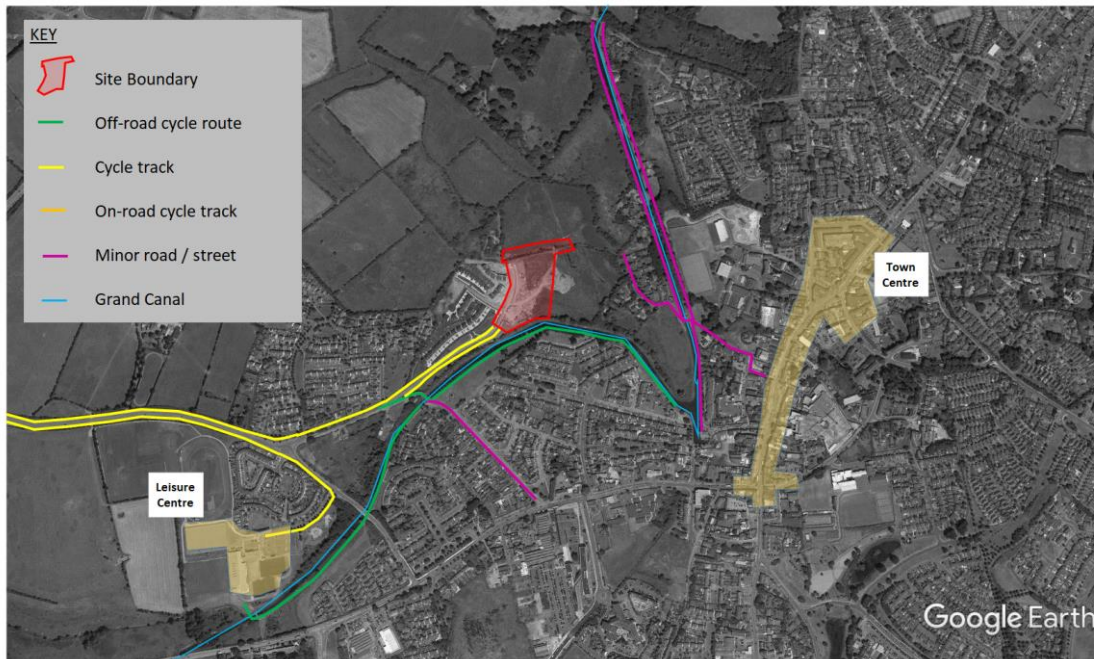 KEY
Site Boundary
Off-road cycle route
Cycle track
On-road cycle track
Minor road / street
Grand Canal
Town
Centre
Leisure
Centre
Google Earth